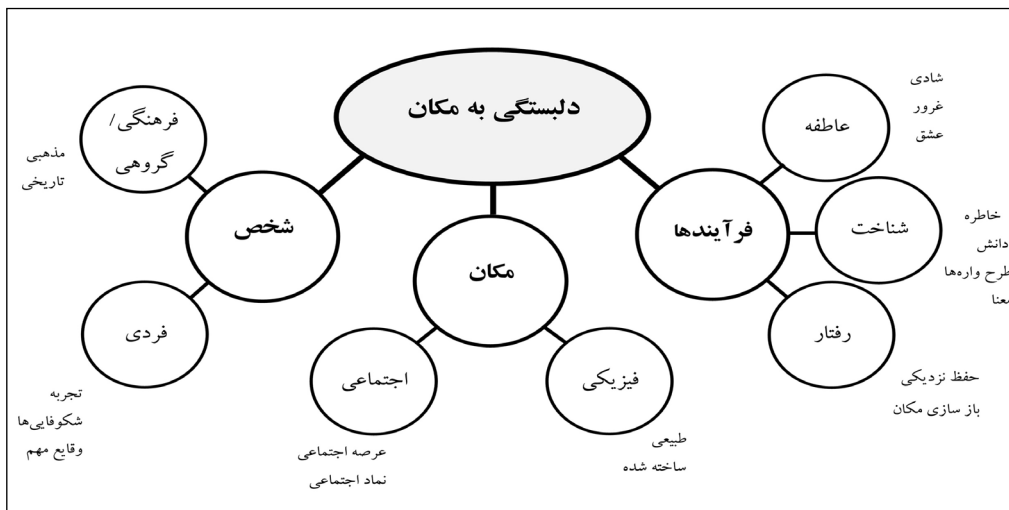 دلبستگی به مکان
شخص
فرهنگی/
گروهی
مذهبی
تاریخی
فردی
تجربه
شکوفایی‌ها
وقایع مهم
مکان
اجتماعی
عرصه اجتماعی
نماد اجتماعی
فیزیکی
طبیعی
ساخته شده
فرآیندها
عاطفه
شادی
غرور
عشق
شناخت
خاطره
دانش
طرح واره‌ها
معنا
رفتار
حفظ نزدیکی
باز سازی مکان